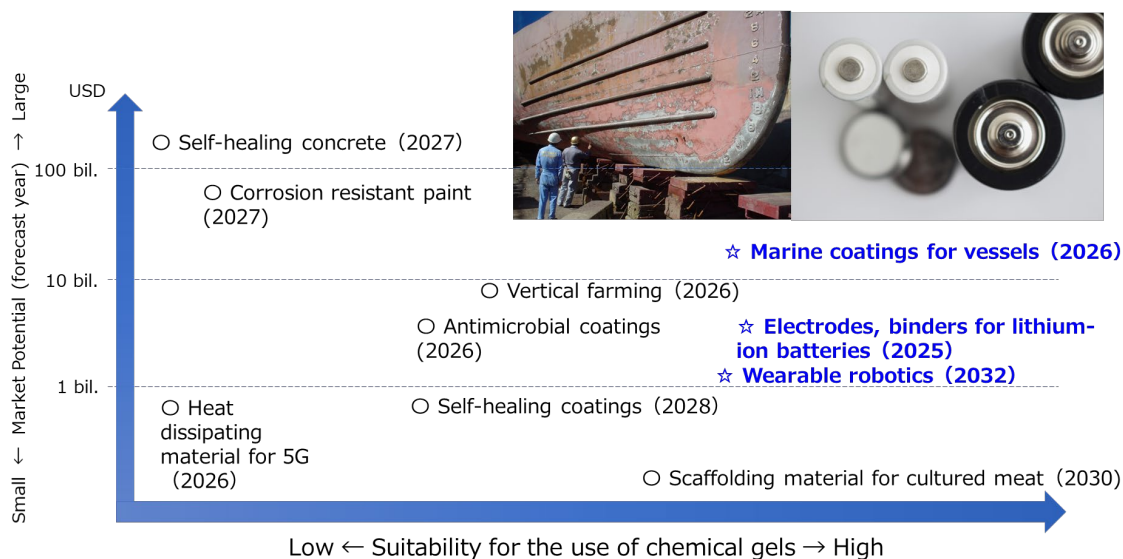 USD
○ Self-healing concrete（2027）
100 bil.
○ Corrosion resistant paint
(2027)
☆ Marine coatings for vessels（2026）
10 bil.
○ Vertical farming（2026）
○ Antimicrobial coatings
(2026)
☆ Electrodes, binders for lithium-
ion batteries（2025）
☆ Wearable robotics（2032）
1 bil.
○ Heat
dissipating
material for 5G
（2026）
○ Self-healing coatings（2028）
○ Scaffolding material for cultured meat（2030）
Small ← Market Potential (forecast year) → Large
Low ← Suitability for the use of chemical gels → High